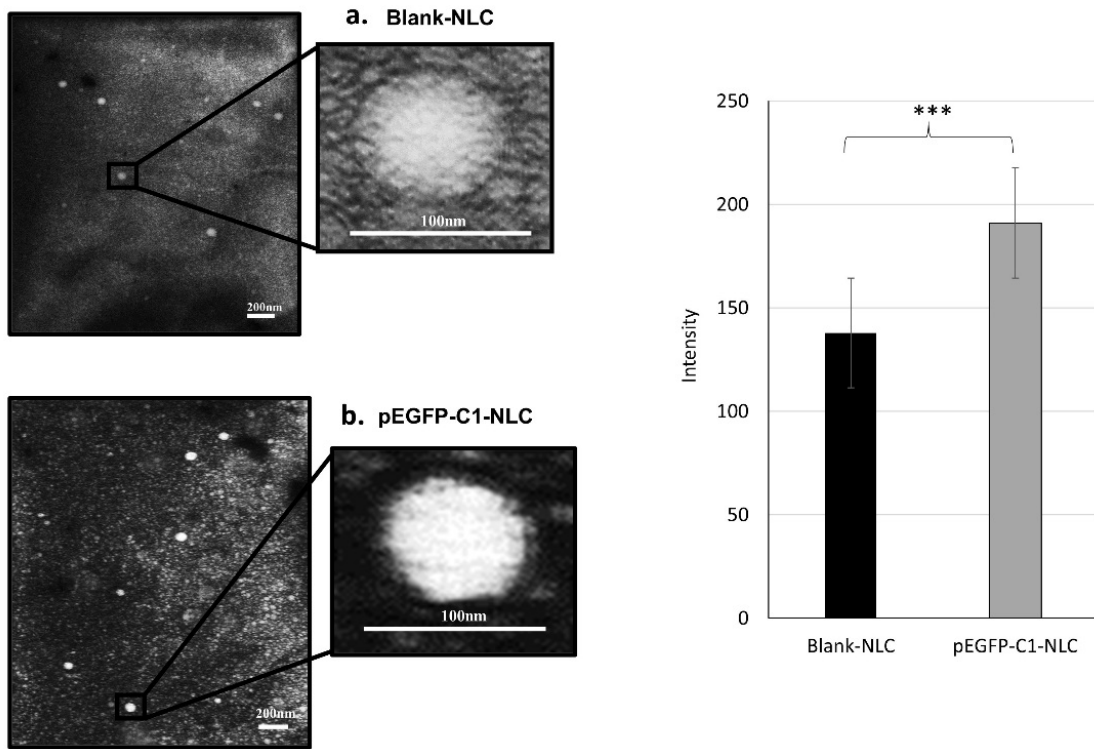 a. Blank-NLC
100nm
200nm
b. pEGFP-C1-NLC
100nm
200nm
250
***
200
150
100
50
0
Intensity
Blank-NLC
pEGFP-C1-NLC